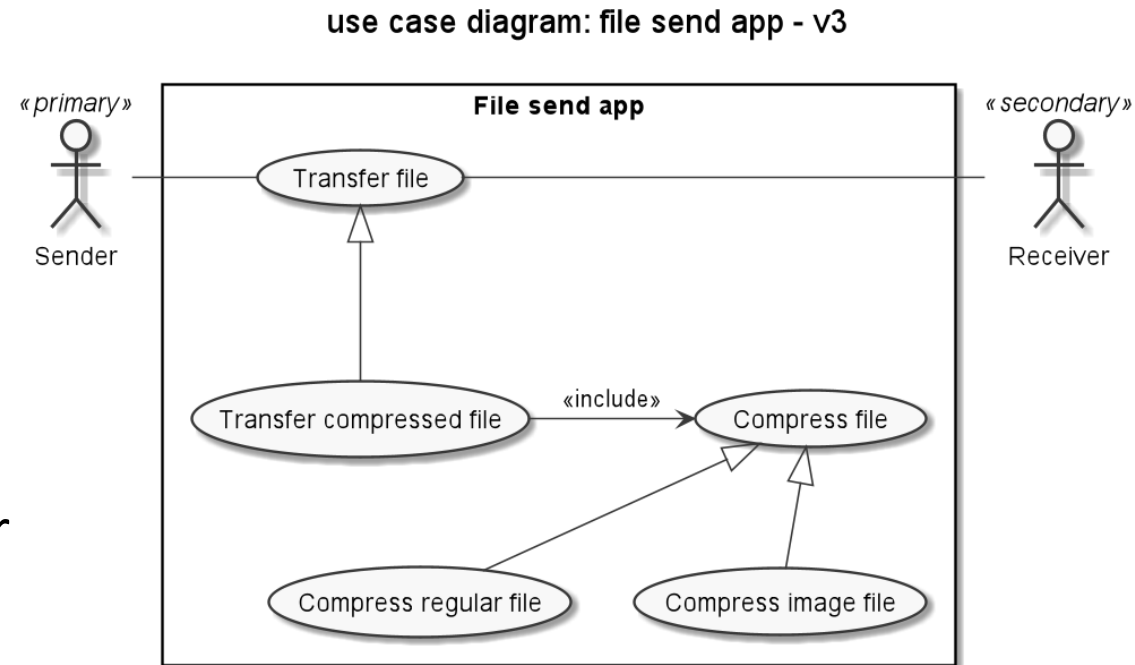 use case diagram: file send app - v3
«primary»
File send app
«secondary»
Transfer file
Sender
Receiver
Transfer compressed file
«include»
Compress file
r
Compress regular file
Compress image file